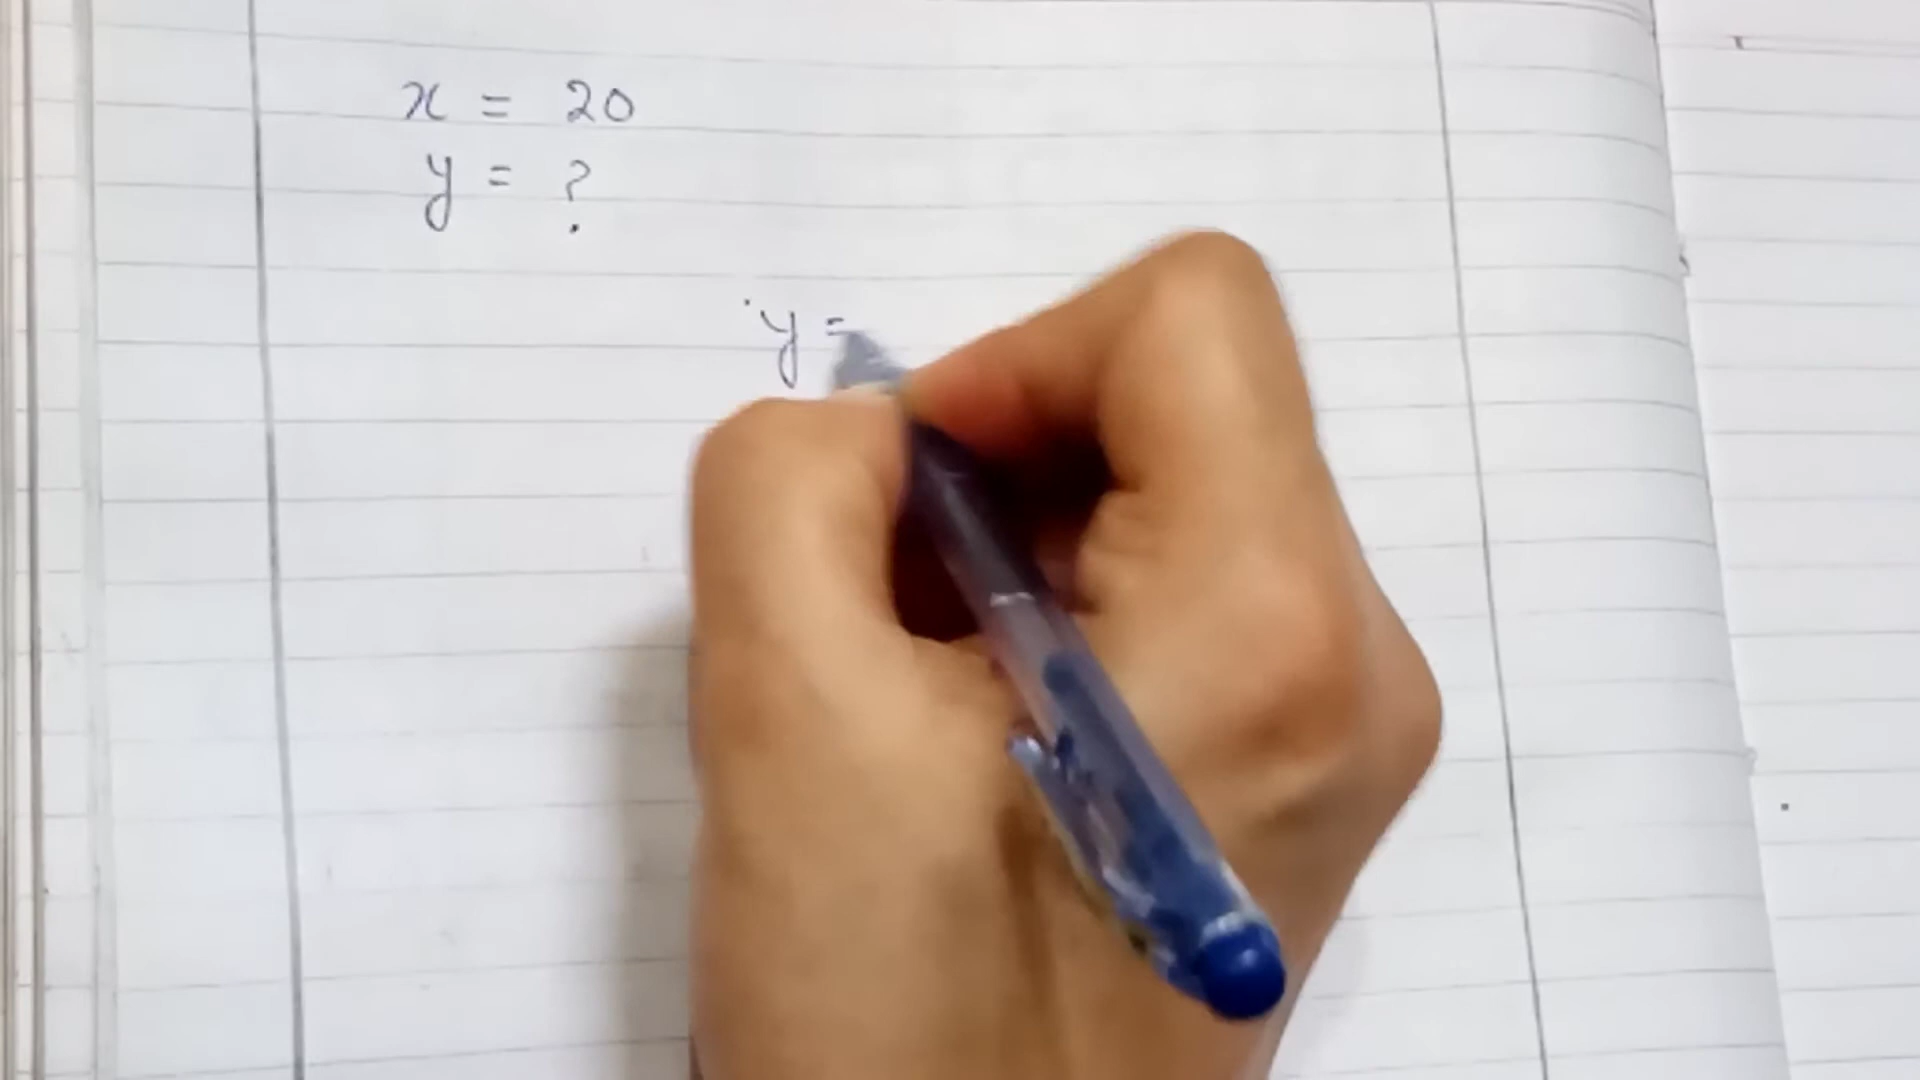 x = 20
y = ?
y =